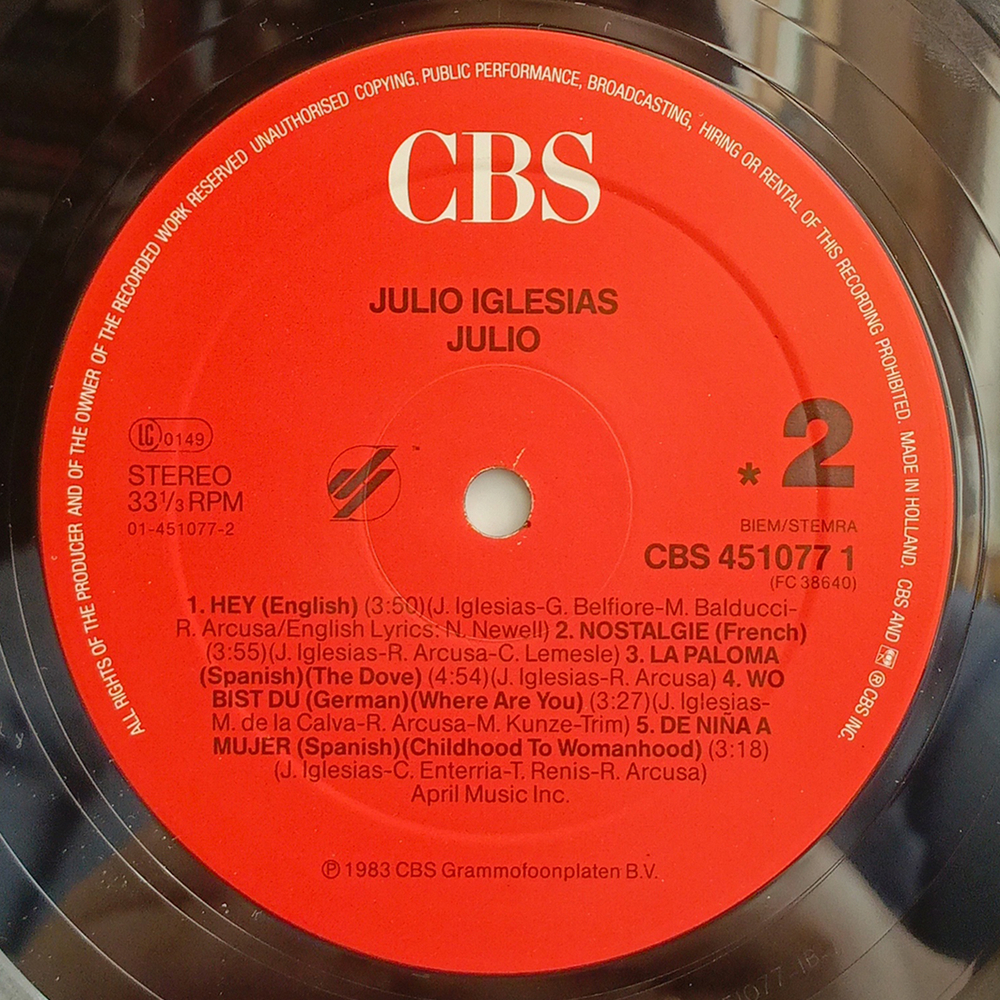 ALL RIGHTS OF THE PRODUCER AND OF THE OWNER OF THE RECORDED WORK RESERVED UNAUTHORISED COPYING, PUBLIC PERFORMANCE, BROADCASTING, HIRING OR RENTAL OF THIS RECORDING PROHIBITED. MADE IN HOLLAND. CBS AND ® CBS INC.
CBS
JULIO IGLESIAS
JULIO
LC 0149
STEREO
33 1/3 RPM
01-451077-2
™
* 2
BIEM/STEMRA
CBS 451077 1
(FC 38640)
1. HEY (English) (3:50)(J. Iglesias-G. Belfiore-M. Balducci-
R. Arcusa/English Lyrics: N. Newell) 2. NOSTALGIE (French)
(3:55)(J. Iglesias-R. Arcusa-C. Lemesle) 3. LA PALOMA
(Spanish)(The Dove) (4:54)(J. Iglesias-R. Arcusa) 4. WO
BIST DU (German)(Where Are You) (3:27)(J. Iglesias-
M. de la Calva-R. Arcusa-M. Kunze-Trim) 5. DE NIÑA A
MUJER (Spanish)(Childhood To Womanhood) (3:18)
(J. Iglesias-C. Enterria-T. Renis-R. Arcusa)
April Music Inc.
℗ 1983 CBS Grammofoonplaten B.V.